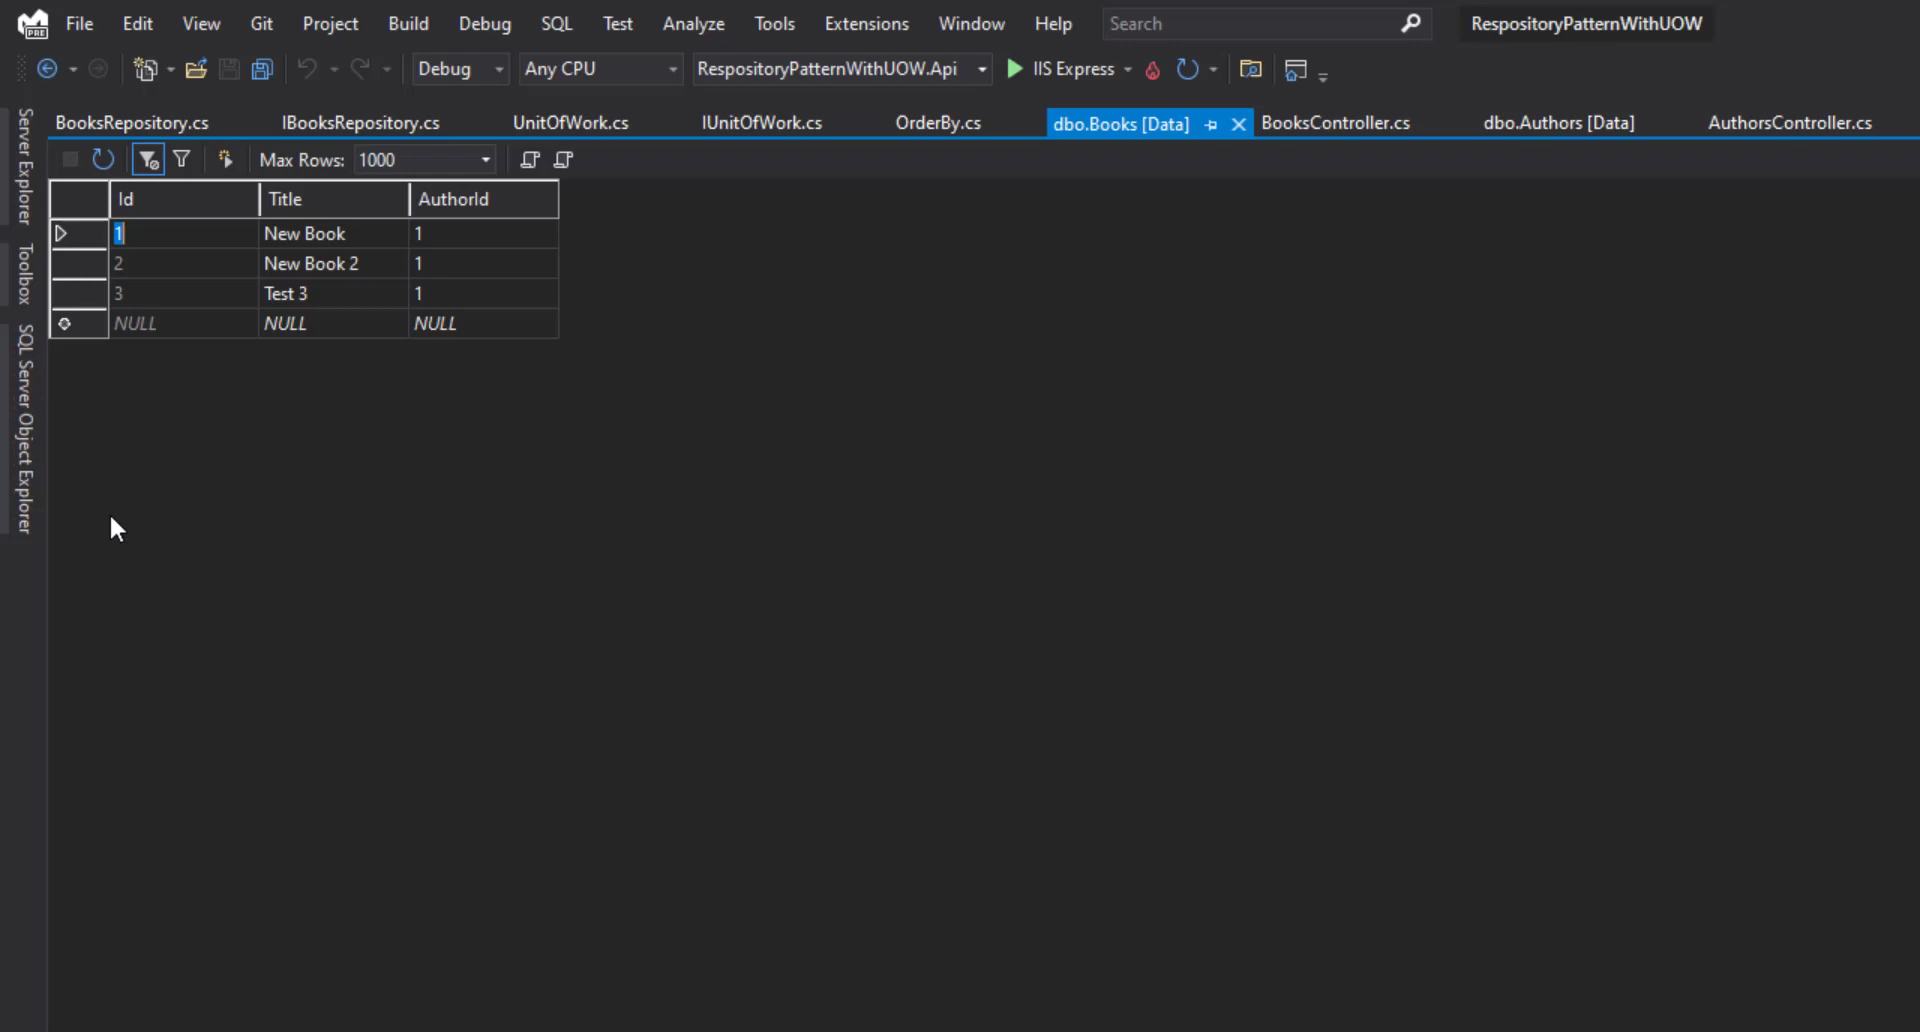 File Edit View Git Project Build Debug SQL Test Analyze Tools Extensions Window Help Search RespositoryPatternWithUOW
PRE
Debug Any CPU RespositoryPatternWithUOW.Api IIS Express
BooksRepository.cs IBooksRepository.cs UnitOfWork.cs IUnitOfWork.cs OrderBy.cs dbo.Books [Data] BooksController.cs dbo.Authors [Data] AuthorsController.cs
Max Rows: 1000
Id Title AuthorId
1 New Book 1
2 New Book 2 1
3 Test 3 1
NULL NULL NULL
Server Explorer
Toolbox
SQL Server Object Explorer